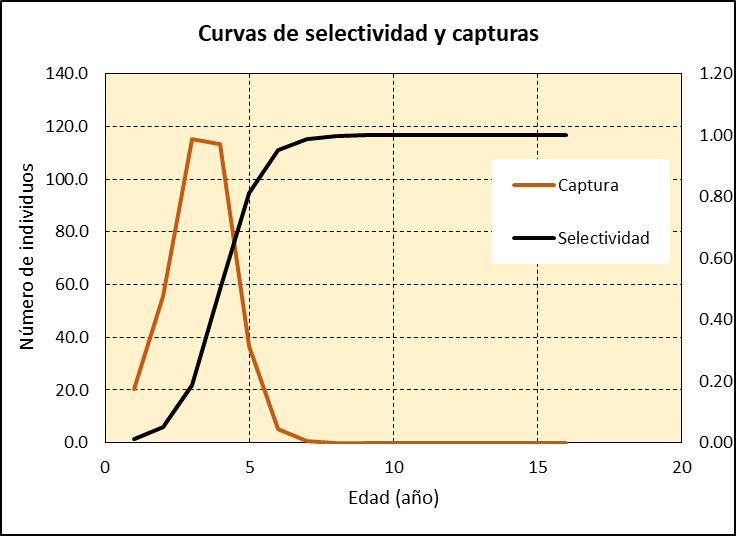 Curvas de selectividad y capturas
140.0
120.0
100.0
80.0
60.0
40.0
20.0
0.0
Número de individuos
1.20
1.00
0.80
0.60
0.40
0.20
0.00
Captura
Selectividad
0 5 10 15 20
Edad (año)